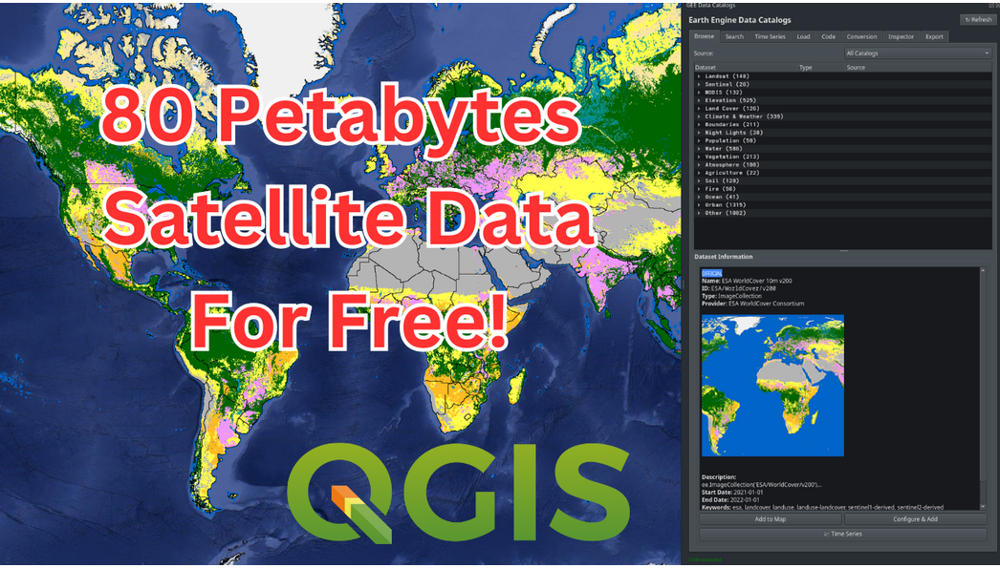 80 Petabytes
Satellite Data
For Free!
QGIS
GEE Data Catalogs
Earth Engine Data Catalogs
Refresh
Browse Search Time Series Load Code Conversion Inspector Export
Source: All Catalogs
Dataset Type Source
Landsat (148)
Sentinel (26)
MODIS (132)
Elevation (525)
Land Cover (126)
Climate & Weather (339)
Boundaries (211)
Night Lights (38)
Population (50)
Water (586)
Vegetation (213)
Atmosphere (108)
Agriculture (22)
Soil (120)
Fire (56)
Ocean (41)
Urban (1315)
Other (1002)
Dataset Information
OFFICIAL
Name: ESA WorldCover 10m v200
ID: ESA/WorldCover/v200
Type: ImageCollection
Provider: ESA WorldCover Consortium
Description:
ee.ImageCollection('ESA/WorldCover/v200')...
Start Date: 2021-01-01
End Date: 2022-01-01
Keywords: esa, landcover, landuse, landuse-landcover, sentinel1-derived, sentinel2-derived
Add to Map Configure & Add
Time Series